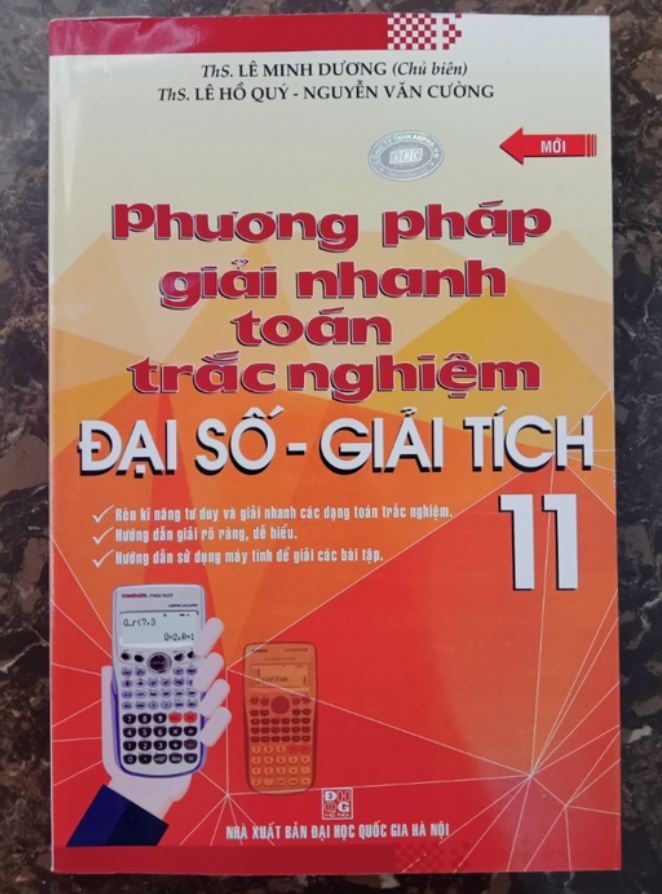 ThS. LÊ MINH DƯƠNG (Chủ biên)
ThS. LÊ HỒ QUÝ - NGUYỄN VĂN CƯỜNG
MỚI
Phương pháp
giải nhanh
toán
trắc nghiệm
ĐẠI SỐ - GIẢI TÍCH
11
Rèn kĩ năng tư duy và giải nhanh các dạng toán trắc nghiệm.
Hướng dẫn giải rõ ràng, dễ hiểu.
Hướng dẫn sử dụng máy tính để giải các bài tập.
VINACAL
Q=2,R=1
NHÀ XUẤT BẢN ĐẠI HỌC QUỐC GIA HÀ NỘI